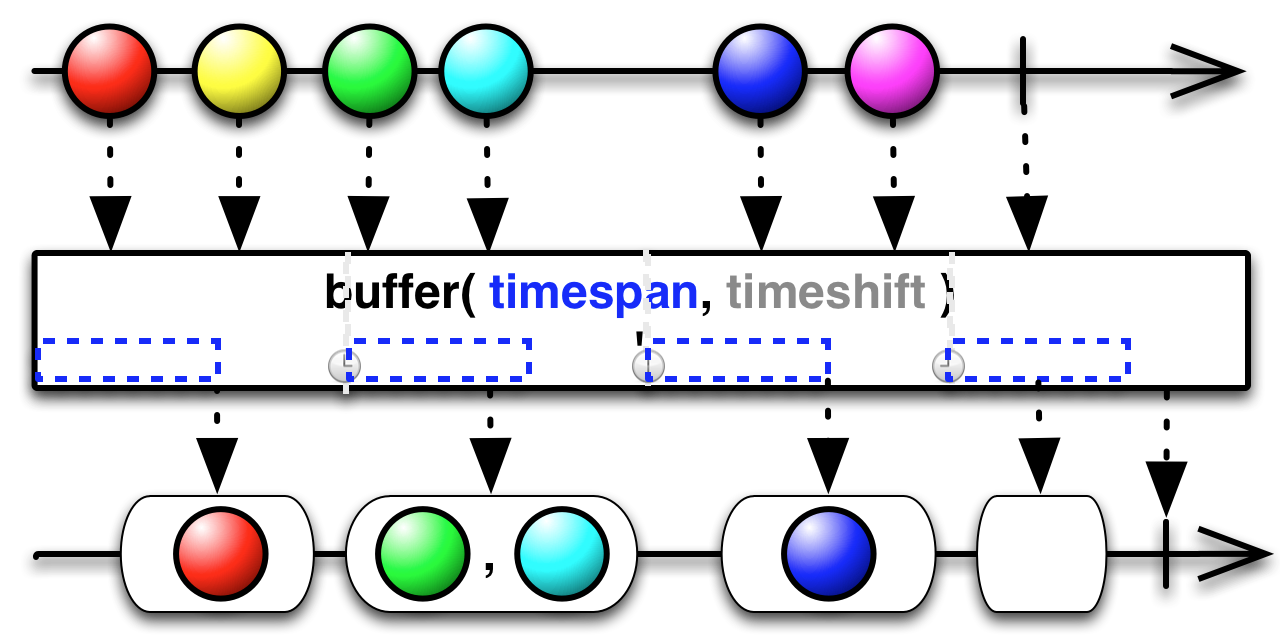 buffer( timespan, timeshift )
'
,